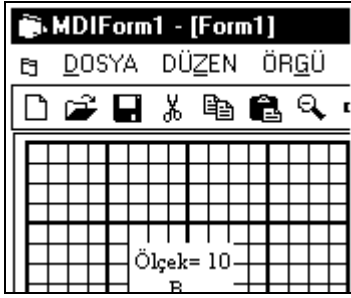 MDIForm1 - [Form1]
DOSYA DÜZEN ÖRGÜ
Ölçek= 10
B